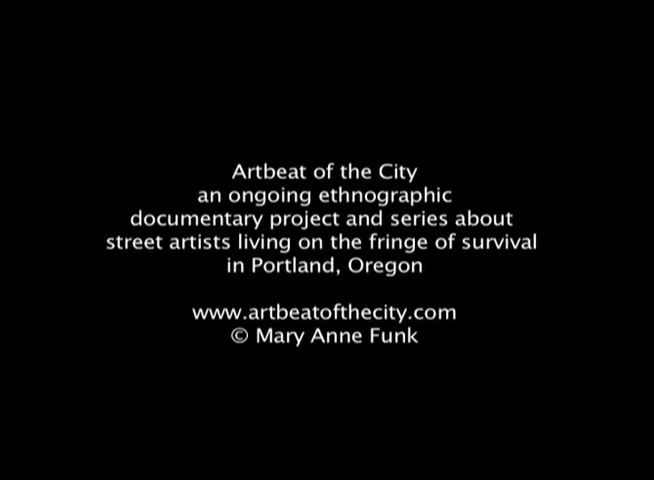 Artbeat of the City
an ongoing ethnographic
documentary project and series about
street artists living on the fringe of survival
in Portland, Oregon
www.artbeatofthecity.com
© Mary Anne Funk